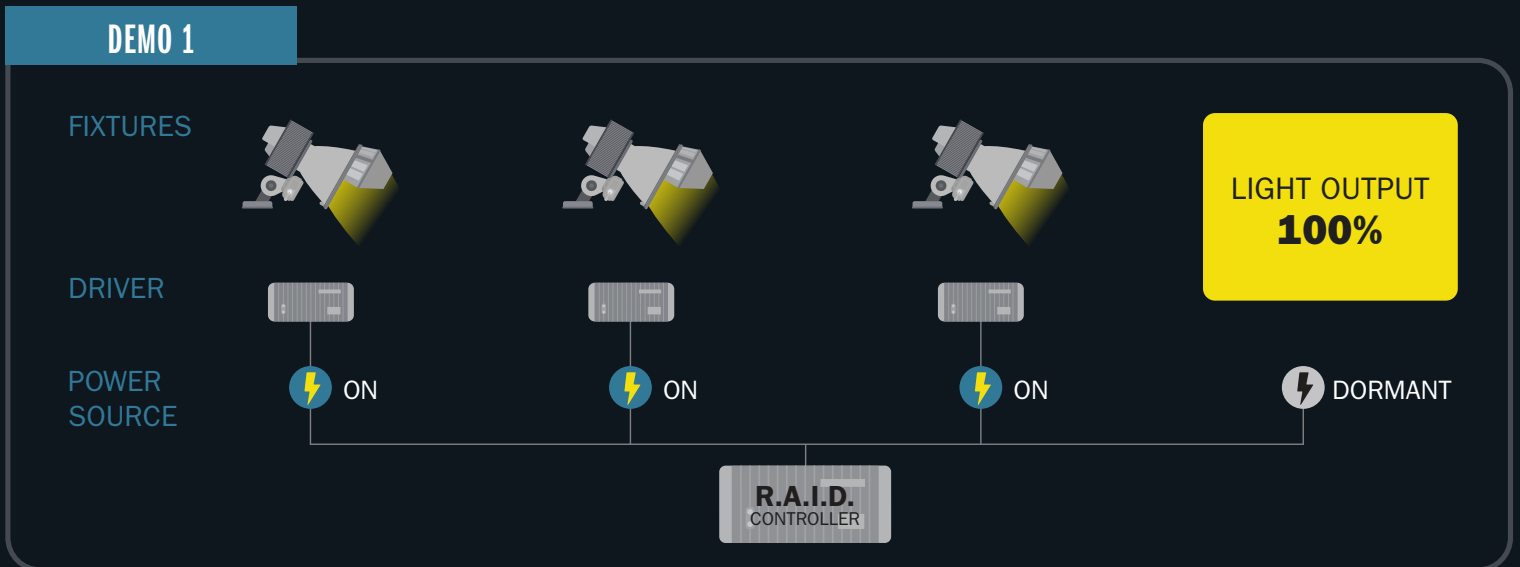 DEMO 1
FIXTURES
LIGHT OUTPUT
100%
DRIVER
POWER
SOURCE
ON
ON
ON
DORMANT
R.A.I.D.
CONTROLLER